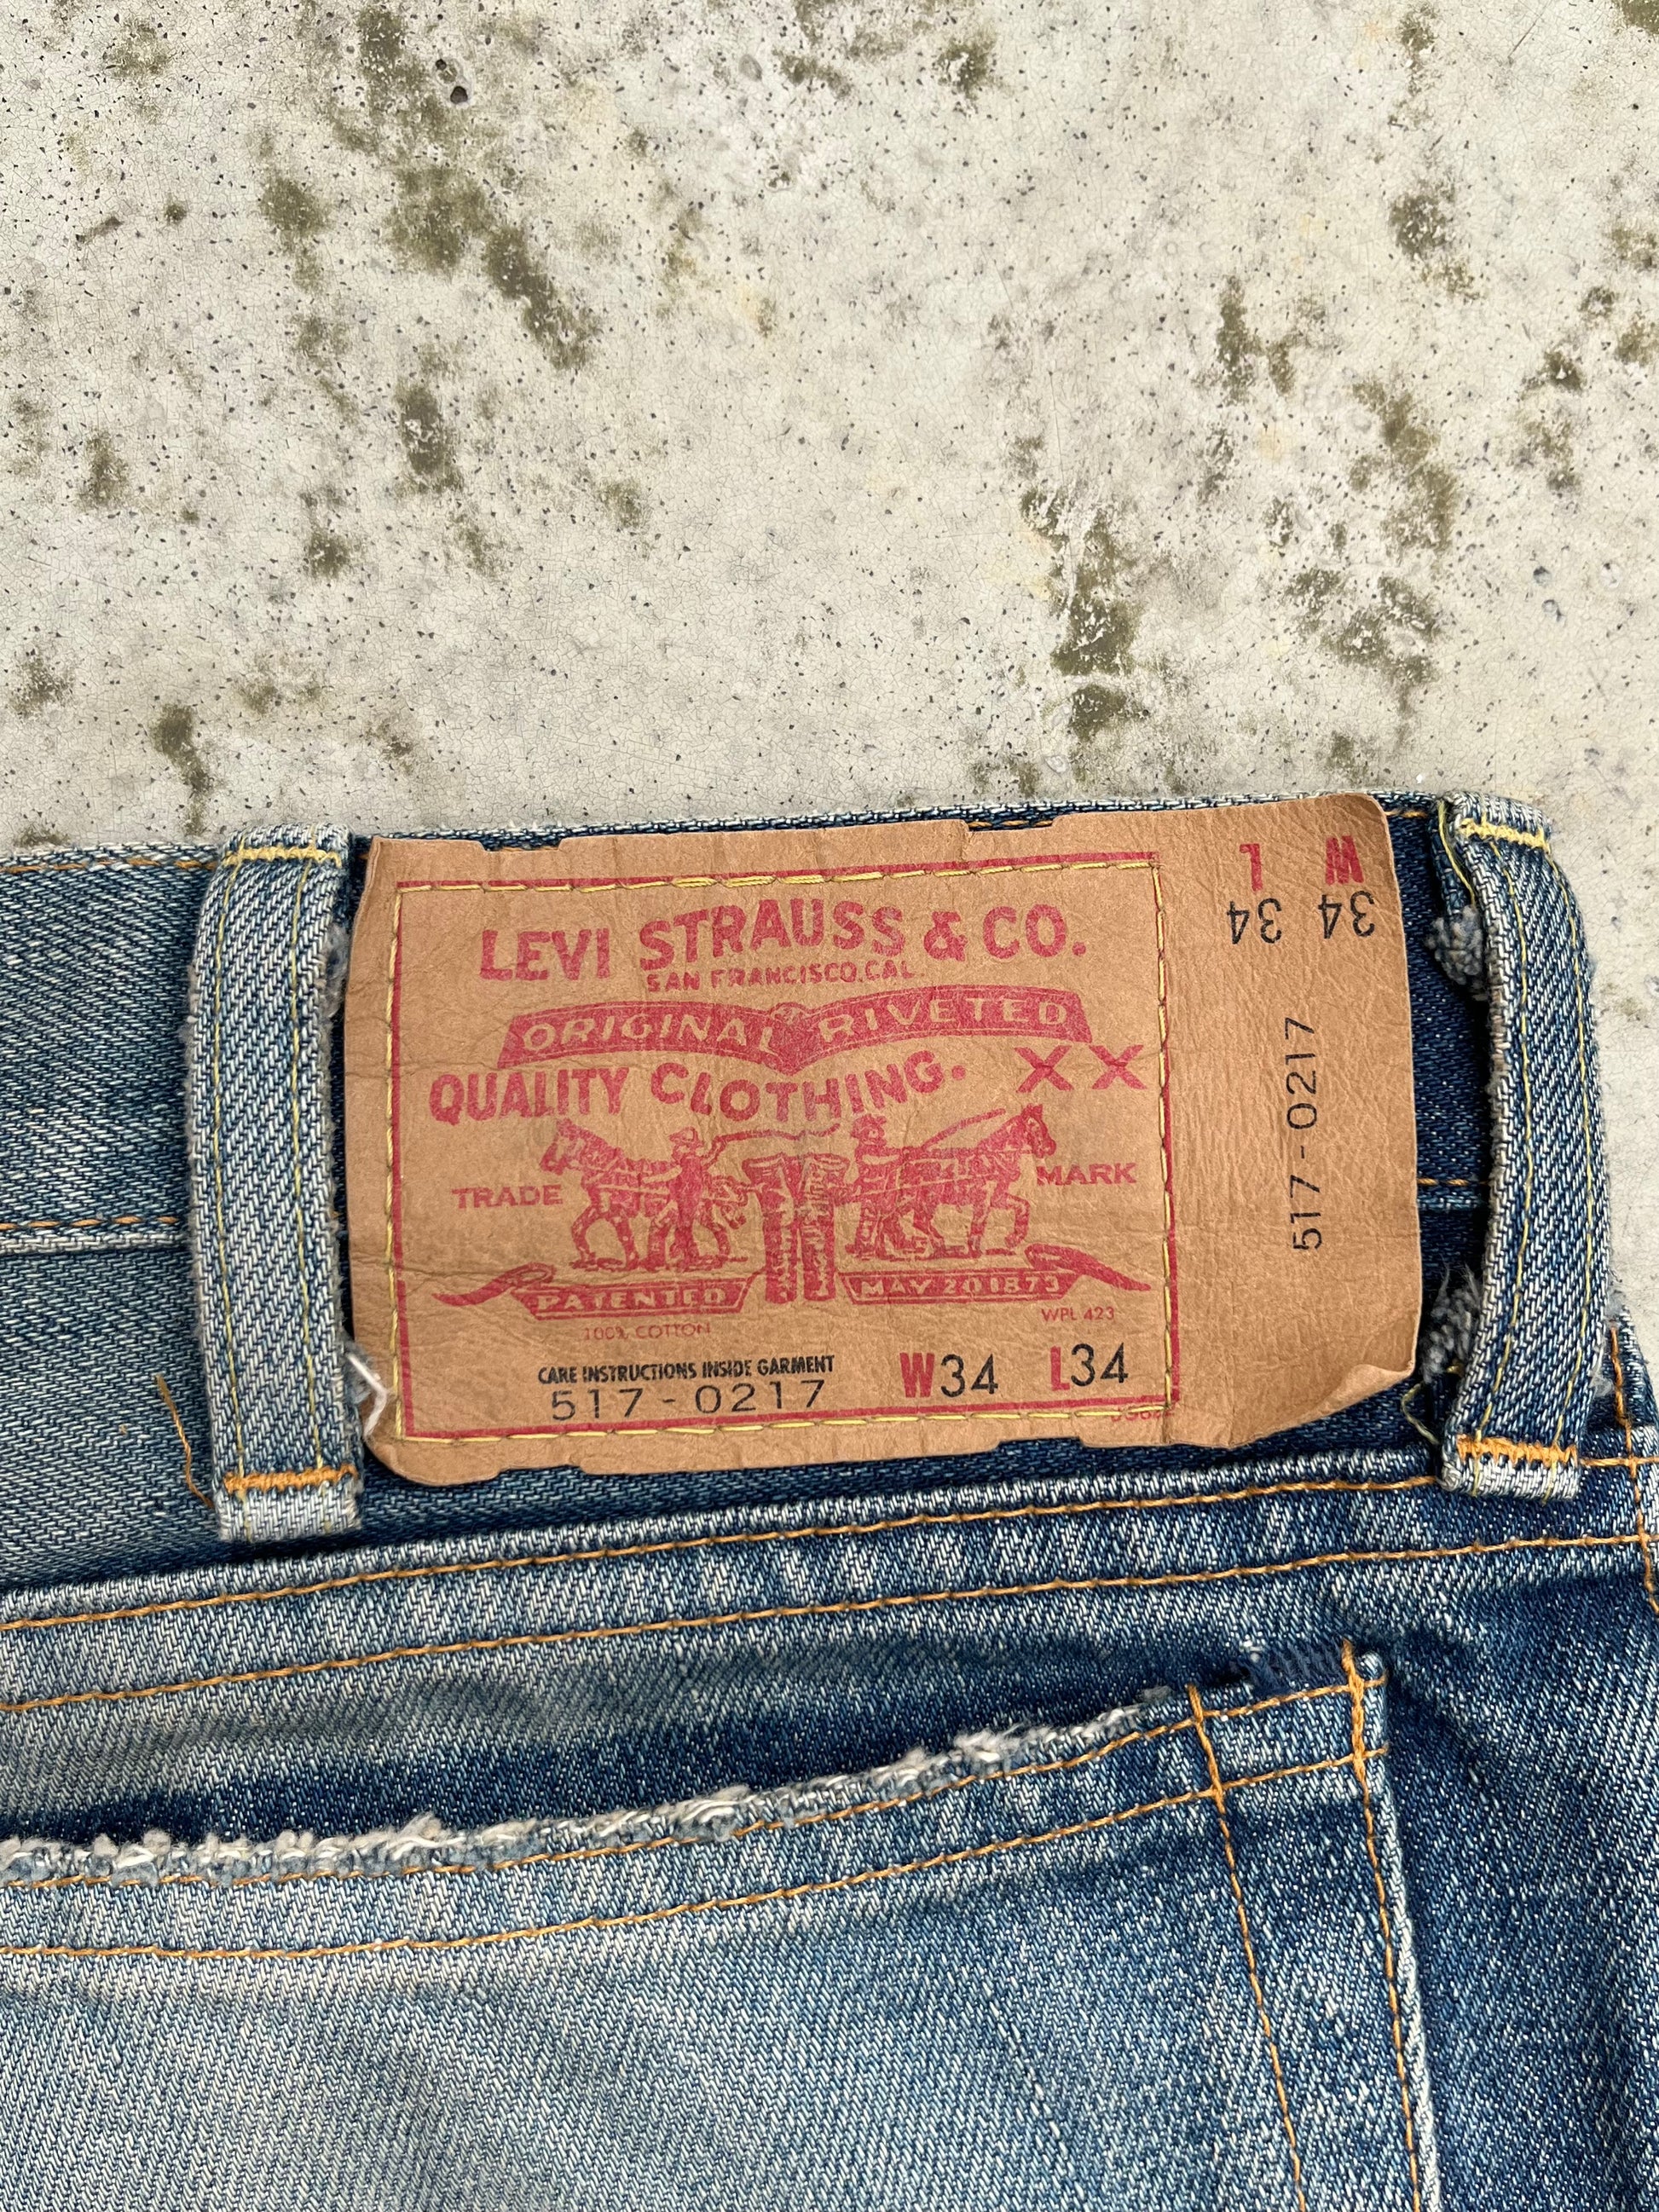 LEVI STRAUSS & CO.
SAN FRANCISCO,CAL.
ORIGINAL RIVETED
QUALITY CLOTHING. XX
TRADE MARK
PATENTED MAY 20 1873
100% COTTON WPL 423
CARE INSTRUCTIONS INSIDE GARMENT
517-0217 W34 L34
W L
34 34
517-0217